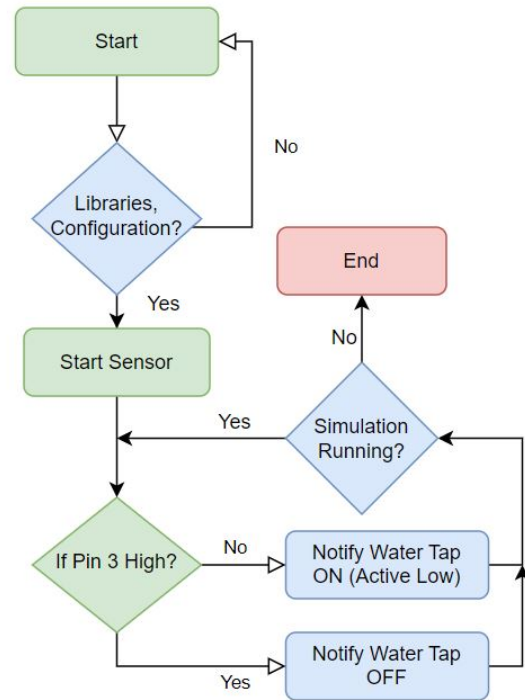 Start
No
Libraries,
Configuration?
Yes
End
No
Start Sensor
Yes
Simulation
Running?
If Pin 3 High?
No
Notify Water Tap
ON (Active Low)
Yes
Notify Water Tap
OFF